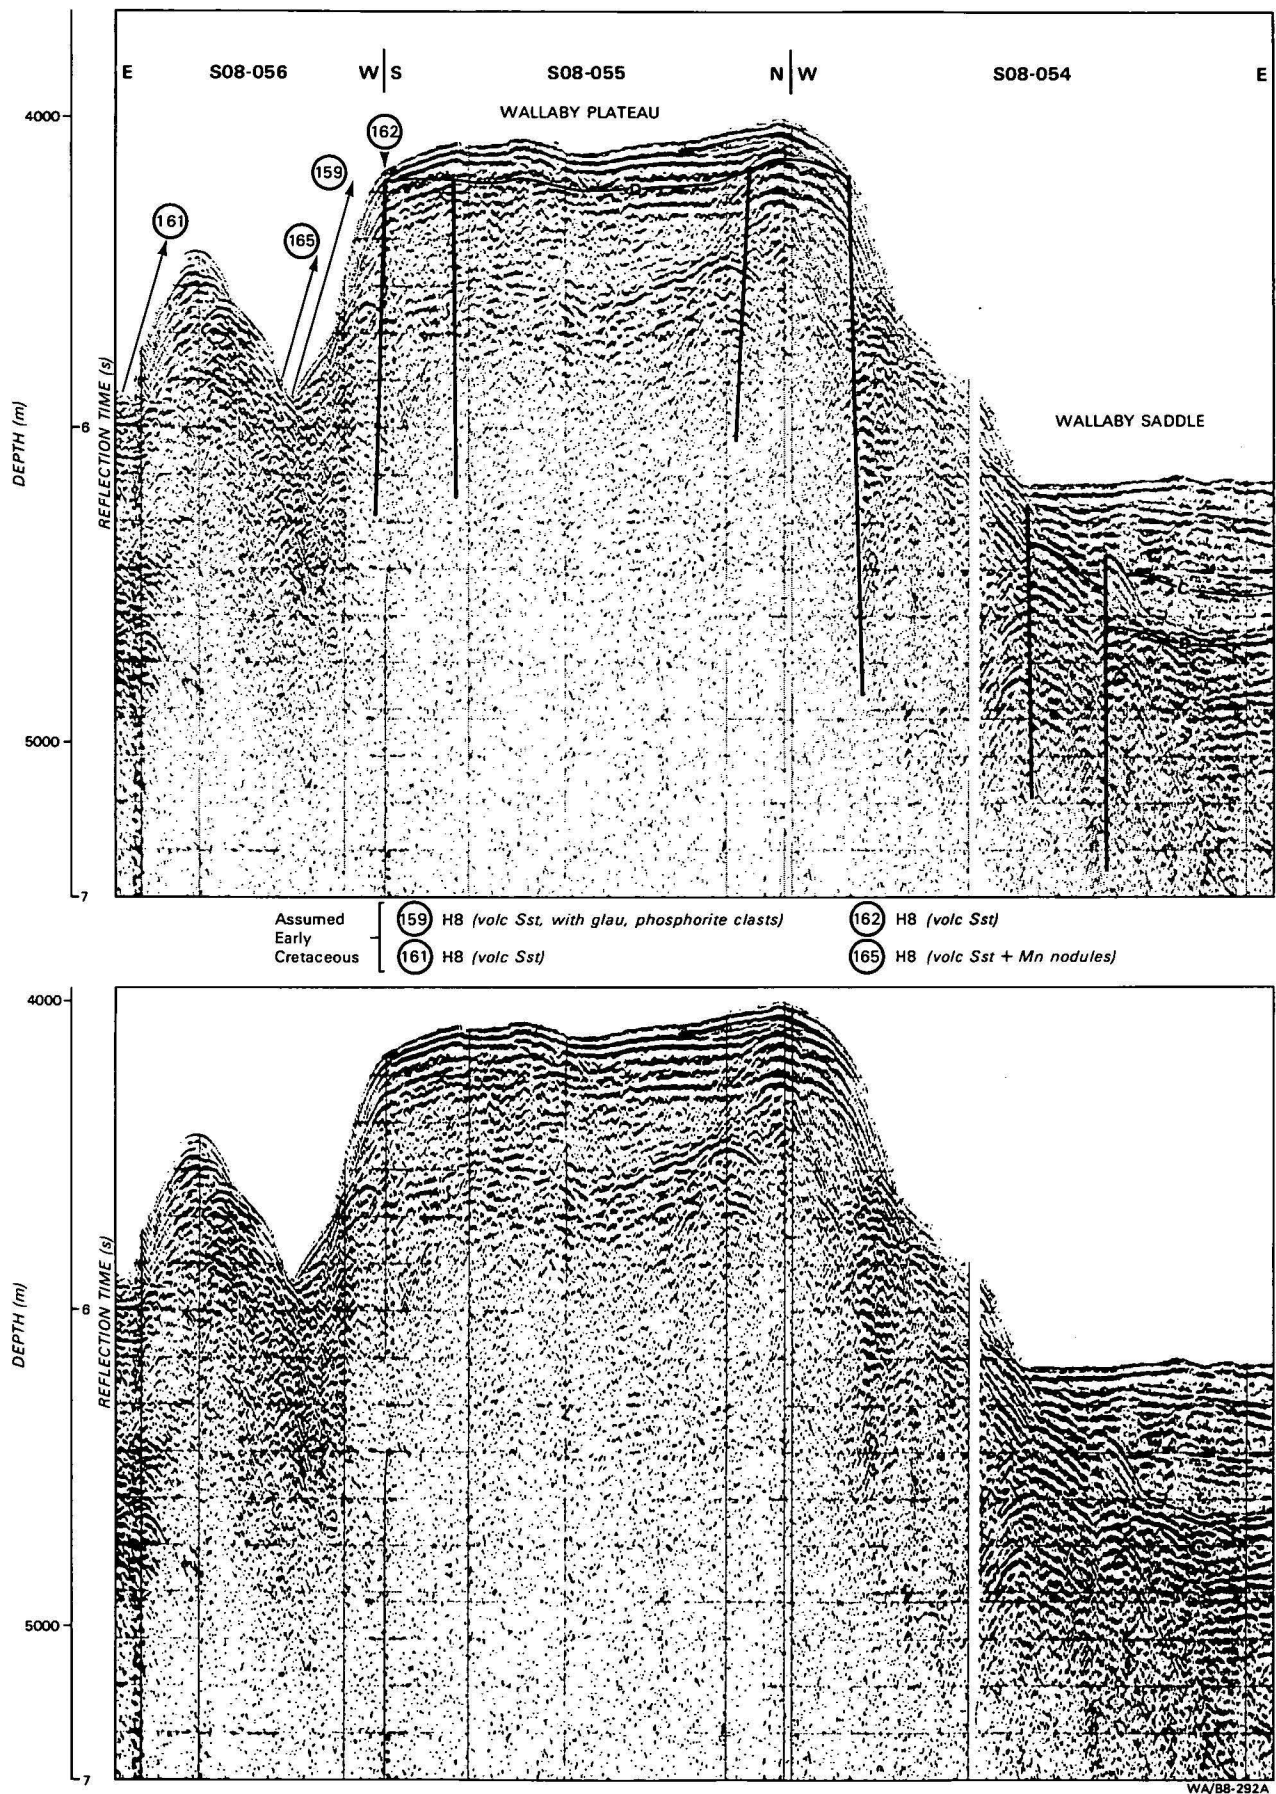 E S08-056 W S S08-055 N W S08-054 E
WALLABY PLATEAU
4000
162
159
161
165
DEPTH (m)
REFLECTION TIME (s)
6
WALLABY SADDLE
5000
7
Assumed Early Cretaceous
159 H8 (volc Sst, with glau, phosphorite clasts)
162 H8 (volc Sst)
161 H8 (volc Sst)
165 H8 (volc Sst + Mn nodules)
4000
DEPTH (m)
REFLECTION TIME (s)
6
5000
7
WA/B8-292A